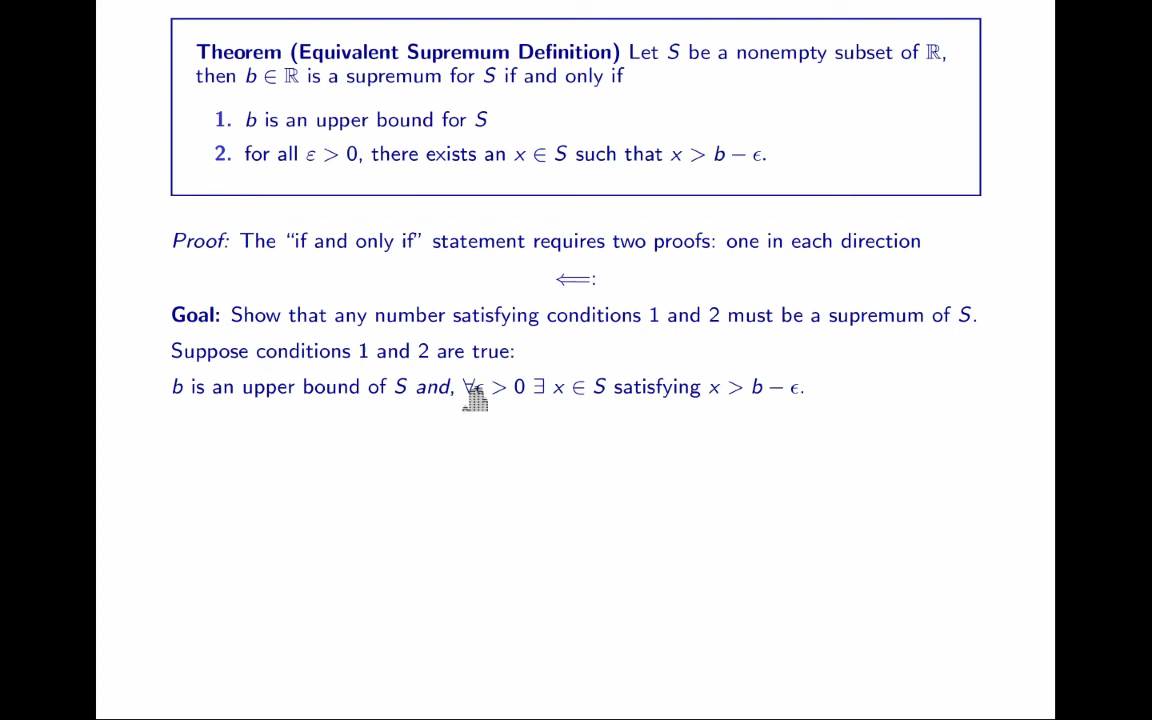 Theorem (Equivalent Supremum Definition) Let S be a nonempty subset of ℝ,
then b ∈ ℝ is a supremum for S if and only if
1. b is an upper bound for S
2. for all ε > 0, there exists an x ∈ S such that x > b − ϵ.
Proof: The “if and only if” statement requires two proofs: one in each direction
⟸:
Goal: Show that any number satisfying conditions 1 and 2 must be a supremum of S.
Suppose conditions 1 and 2 are true:
b is an upper bound of S and, ∀ϵ > 0 ∃ x ∈ S satisfying x > b − ϵ.